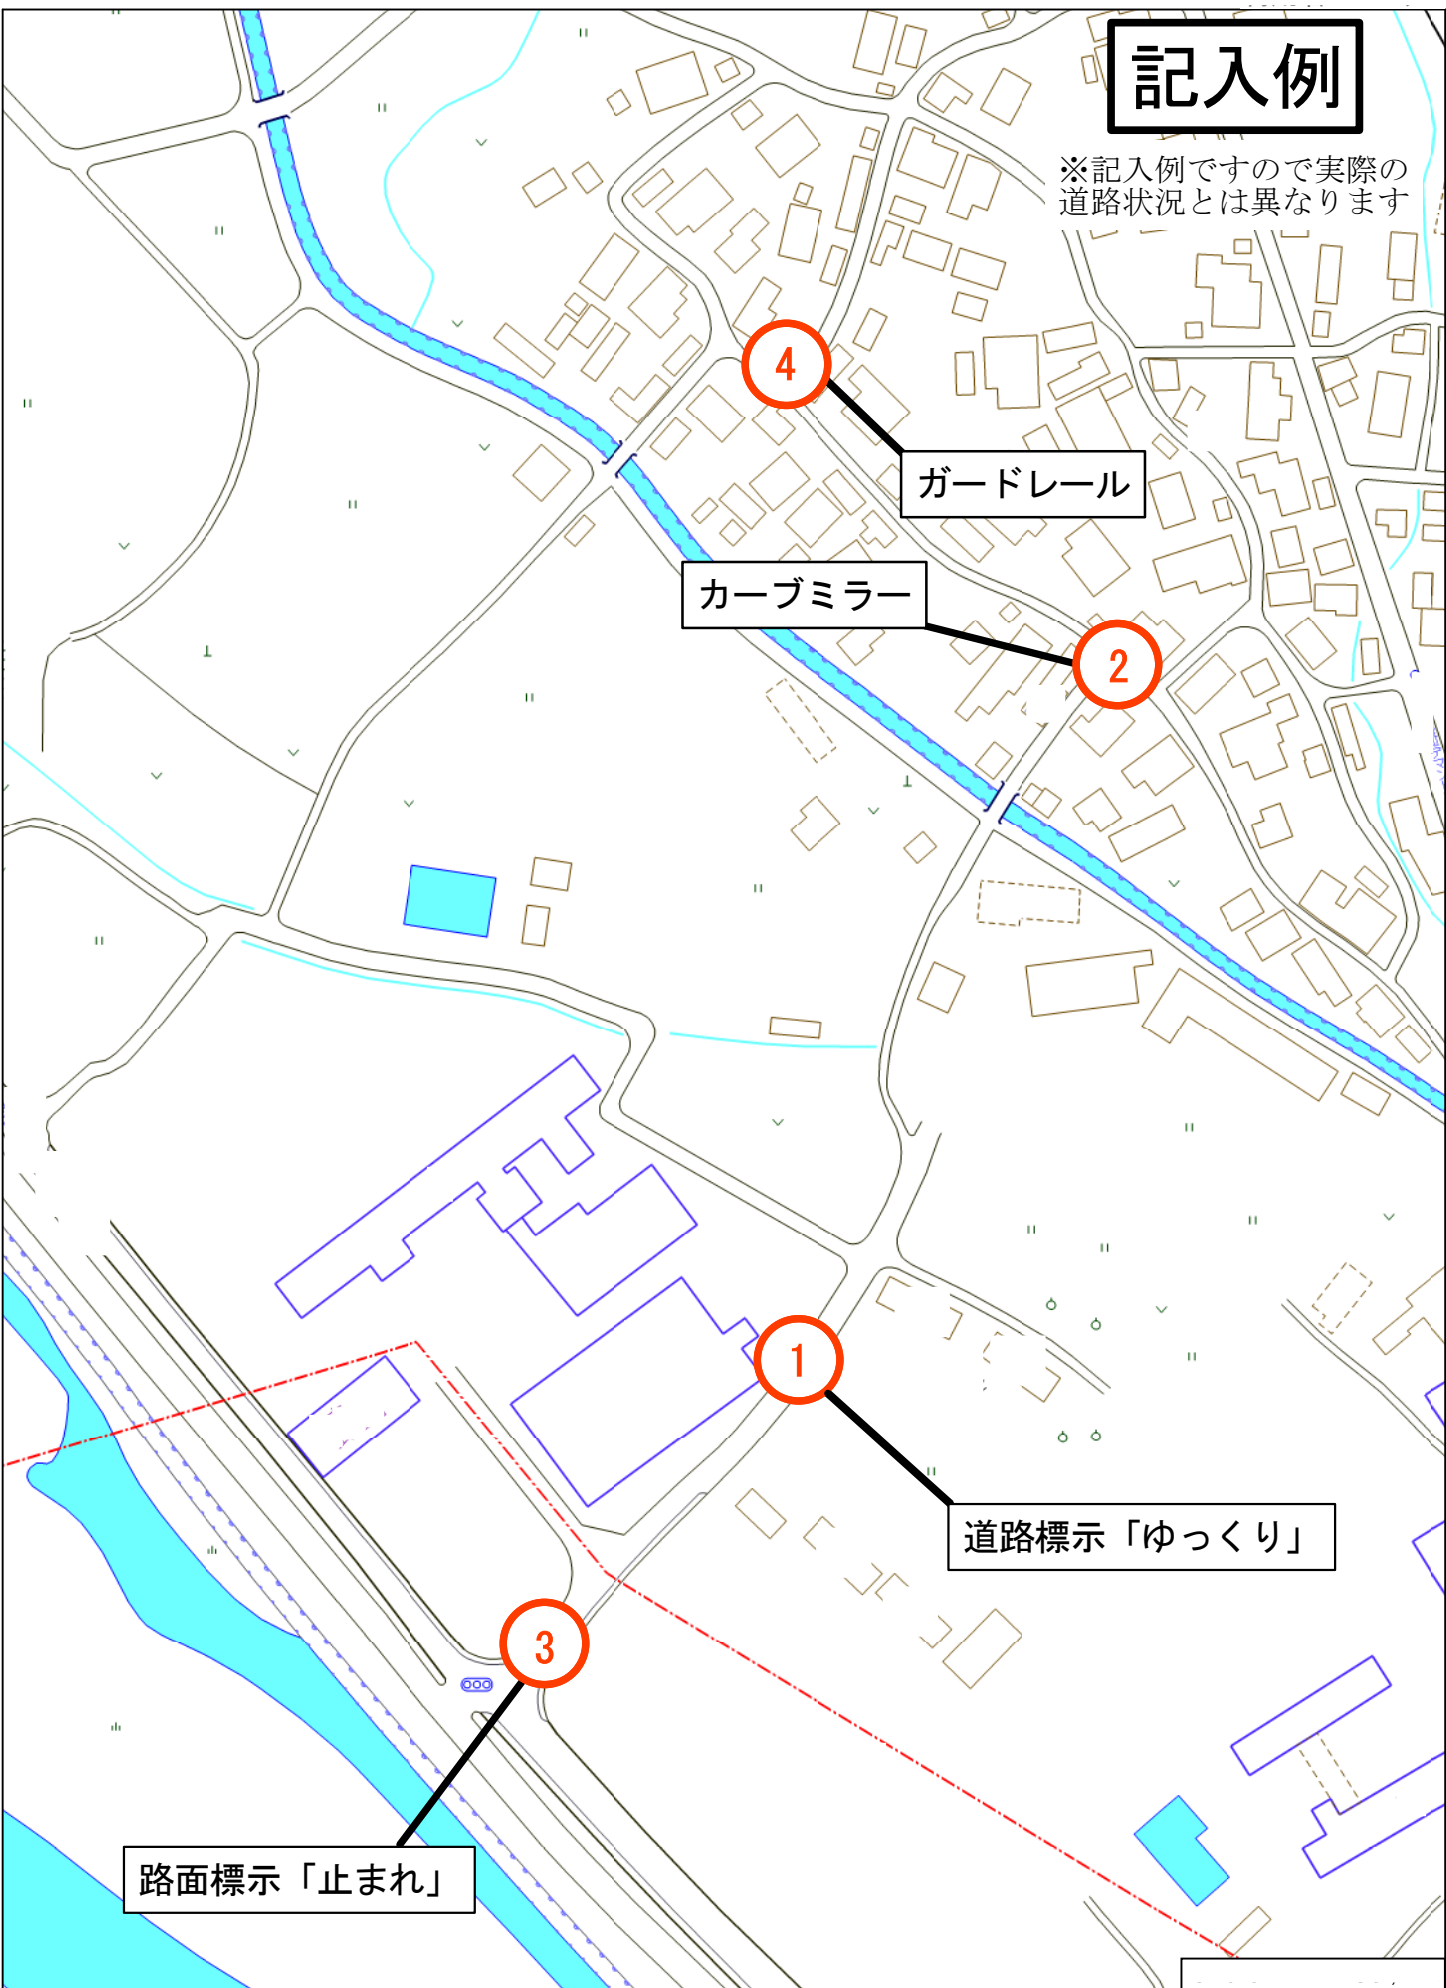 記入例
※記入例ですので実際の
道路状況とは異なります
4
ガードレール
カーブミラー
2
1
道路標示「ゆっくり」
3
路面標示「止まれ」